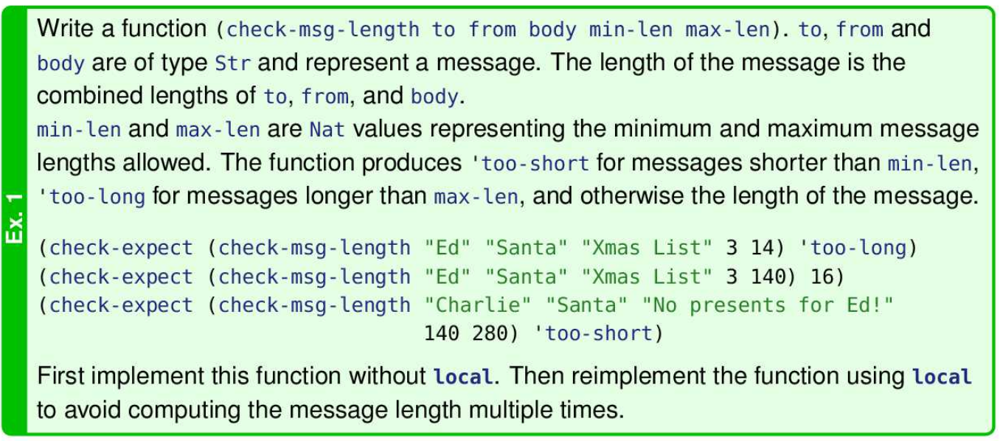 Ex. 1
Write a function (check-msg-length to from body min-len max-len). to, from and
body are of type Str and represent a message. The length of the message is the
combined lengths of to, from, and body.
min-len and max-len are Nat values representing the minimum and maximum message
lengths allowed. The function produces 'too-short for messages shorter than min-len,
'too-long for messages longer than max-len, and otherwise the length of the message.
(check-expect (check-msg-length "Ed" "Santa" "Xmas List" 3 14) 'too-long)
(check-expect (check-msg-length "Ed" "Santa" "Xmas List" 3 140) 16)
(check-expect (check-msg-length "Charlie" "Santa" "No presents for Ed!"
140 280) 'too-short)
First implement this function without local. Then reimplement the function using local
to avoid computing the message length multiple times.